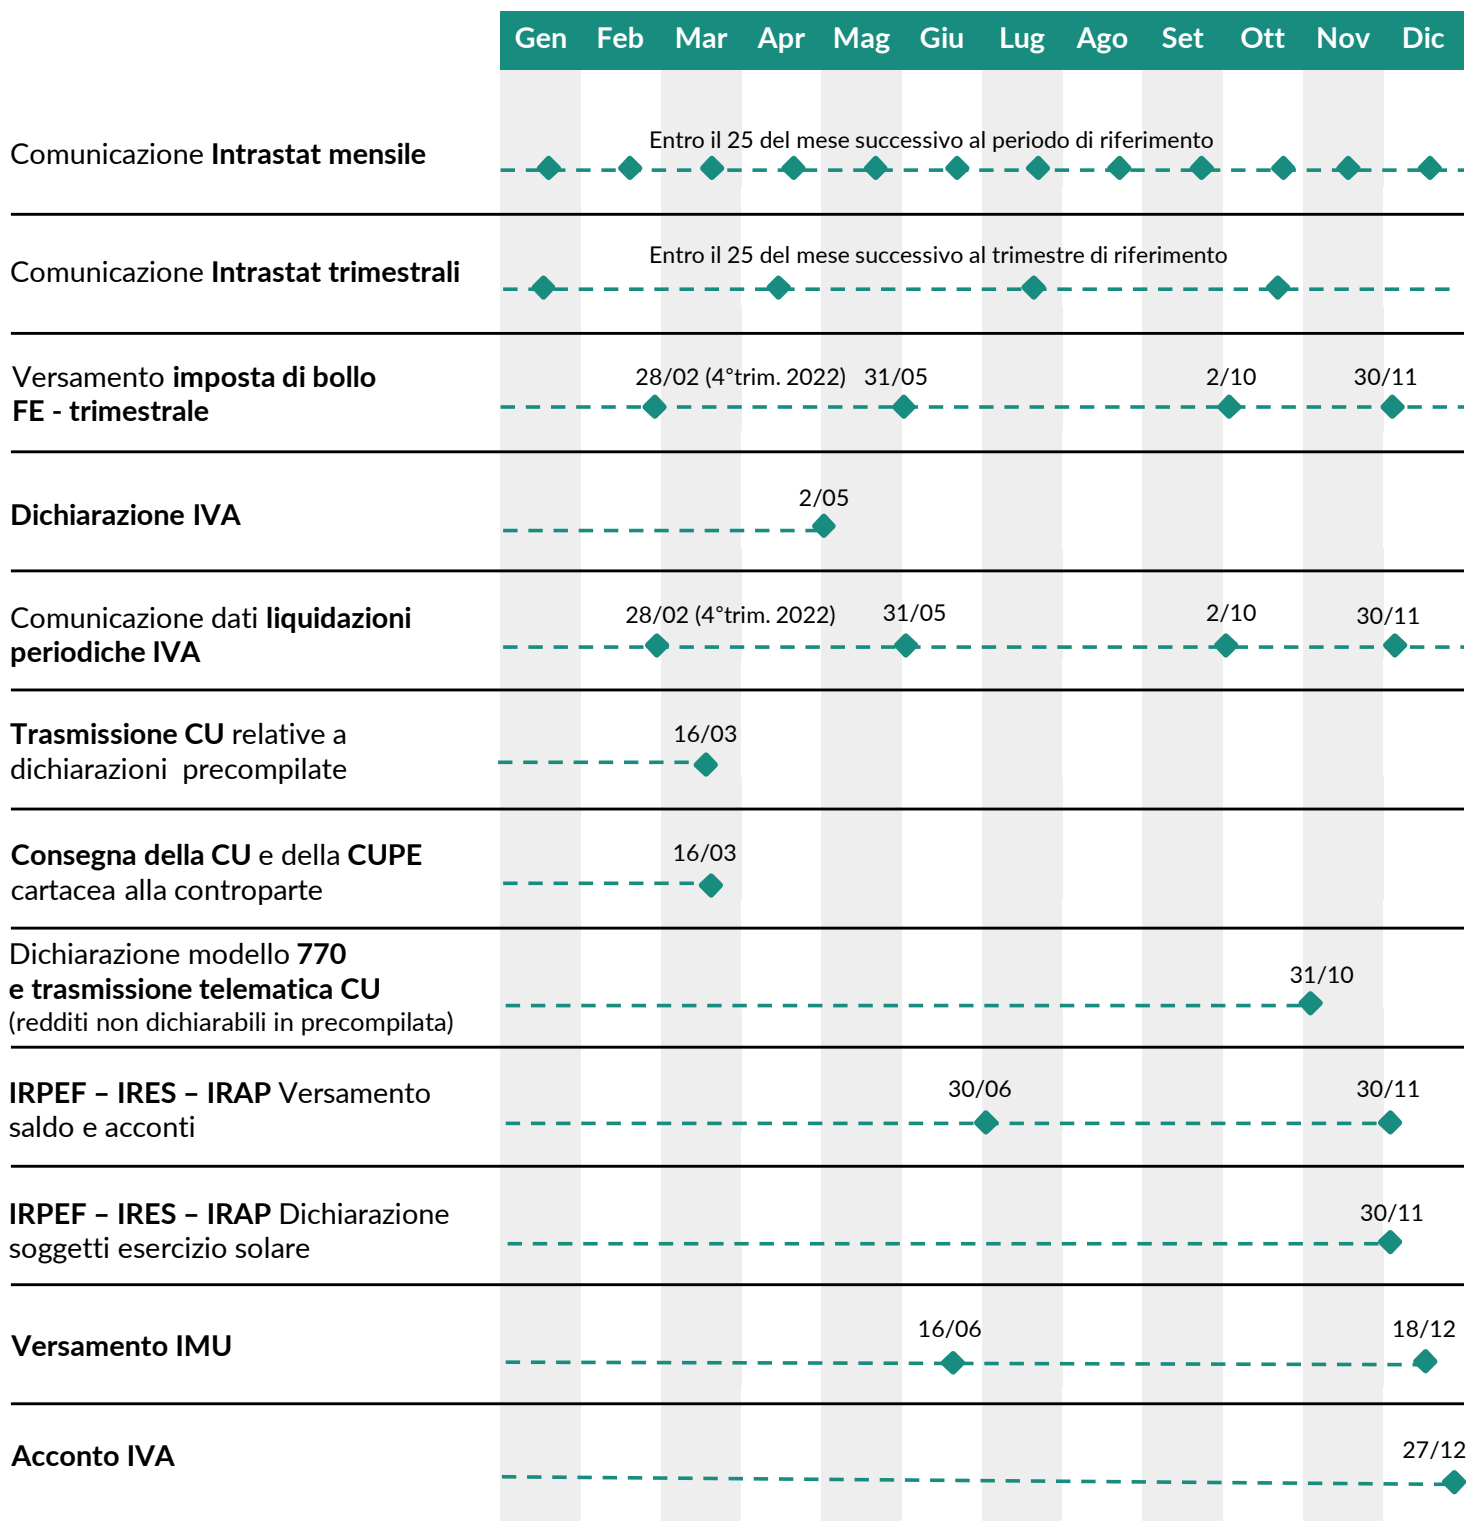 Gen Feb Mar Apr Mag Giu Lug Ago Set Ott Nov Dic
Entro il 25 del mese successivo al periodo di riferimento
Comunicazione Intrastat mensile
Entro il 25 del mese successivo al trimestre di riferimento
Comunicazione Intrastat trimestrali
Versamento imposta di bollo
FE - trimestrale
28/02 (4°trim. 2022) 31/05 2/10 30/11
2/05
Dichiarazione IVA
Comunicazione dati liquidazioni
periodiche IVA
28/02 (4°trim. 2022) 31/05 2/10 30/11
Trasmissione CU relative a
dichiarazioni precompilate
16/03
Consegna della CU e della CUPE
cartacea alla controparte
16/03
Dichiarazione modello 770
e trasmissione telematica CU
(redditi non dichiarabili in precompilata)
31/10
IRPEF – IRES – IRAP Versamento
saldo e acconti
30/06 30/11
IRPEF – IRES – IRAP Dichiarazione
soggetti esercizio solare
30/11
Versamento IMU
16/06 18/12
Acconto IVA
27/12